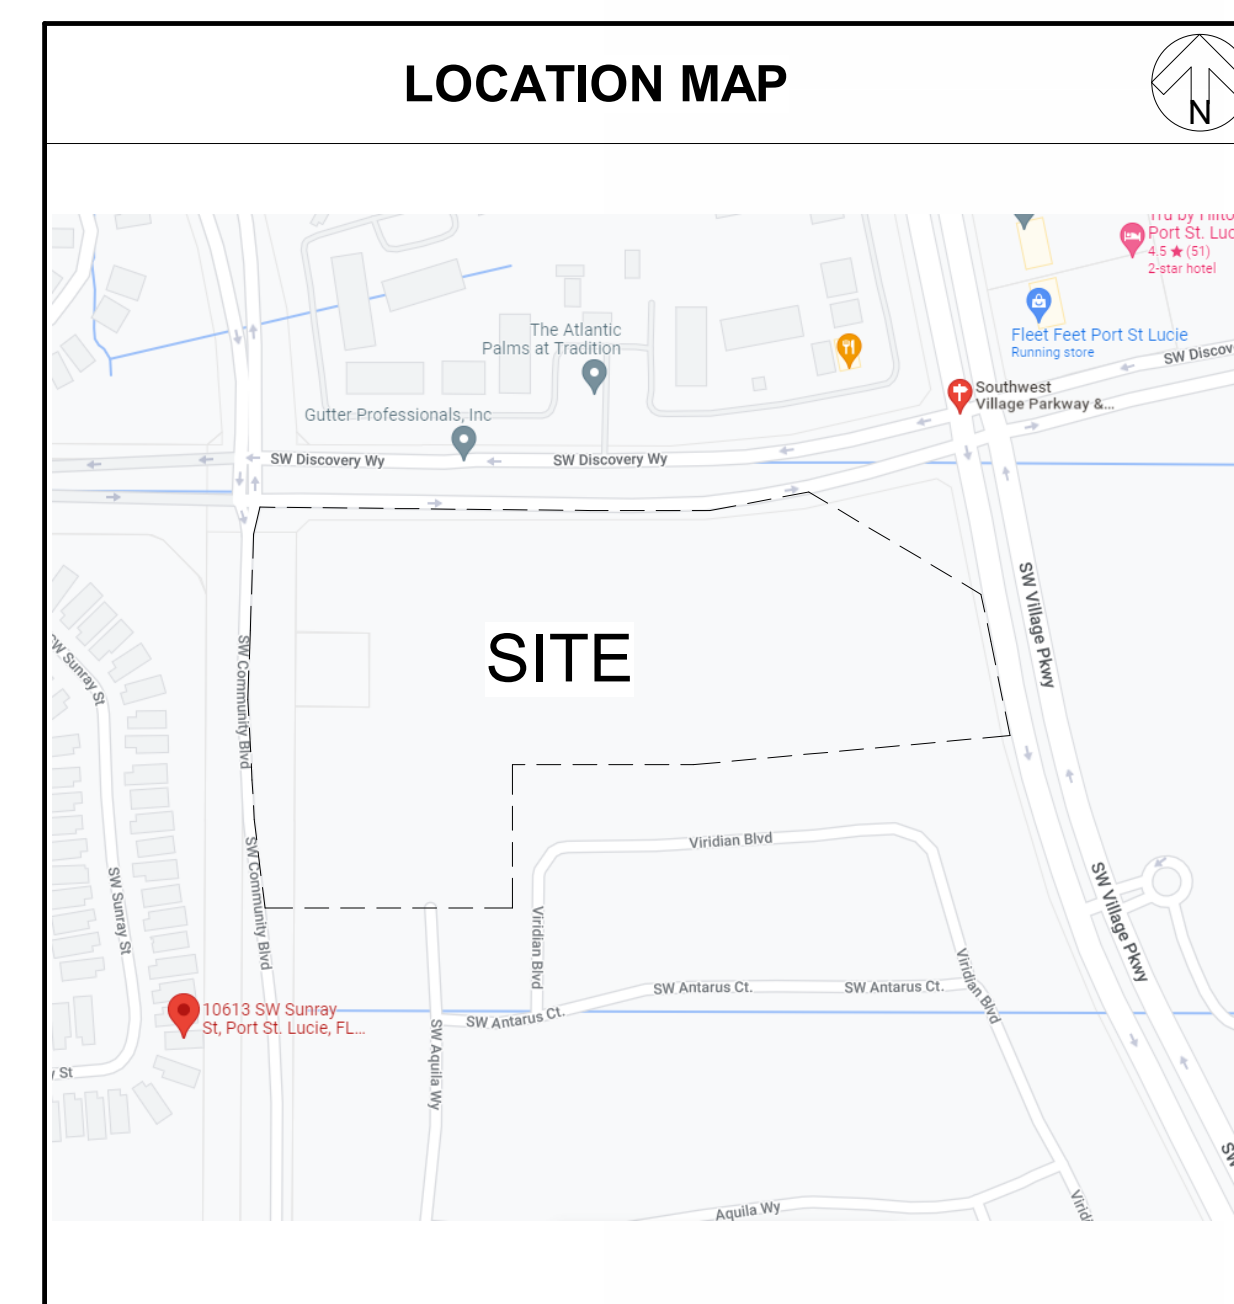 LOCATION MAP
N
Port St. Luc
4.5 ★ (51)
2-star hotel
The Atlantic
Palms at Tradition
Fleet Feet Port St Lucie
Running store
SW Discov
Southwest
Village Parkway &...
Gutter Professionals, Inc
SW Discovery Wy
SW Discovery Wy
SITE
SW Village Pkwy
SW Sunray St
SW Community Blvd
Viridian Blvd
SW Community Blvd
SW Sunray St
SW Village Pkwy
Viridian Blvd
Viridian Blvd
SW Antarus Ct.
SW Antarus Ct.
SW Antarus Ct.
10613 SW Sunray
St, Port St. Lucie, FL...
SW Aquila Wy
St
SW
Aquila Wy
Virid